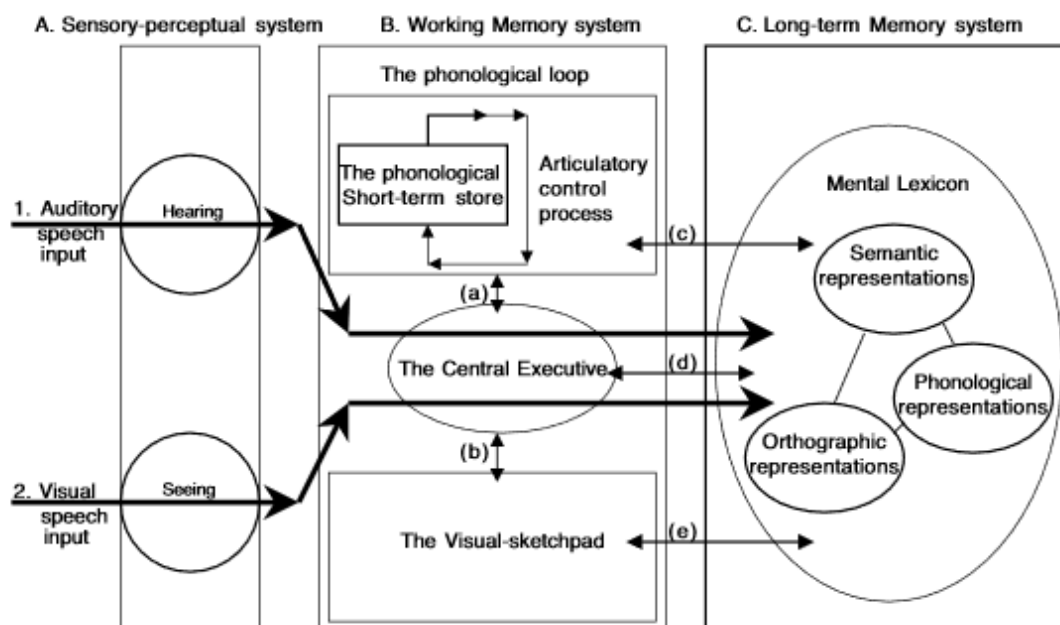 A. Sensory-perceptual system
B. Working Memory system
C. Long-term Memory system
The phonological loop
The phonological
Short-term store
Articulatory
control
process
Mental Lexicon
1. Auditory
speech
input
Hearing
(c)
Semantic
representations
(a)
The Central Executive
(d)
Phonological
representations
Orthographic
representations
(b)
2. Visual
speech
input
Seeing
The Visual-sketchpad
(e)